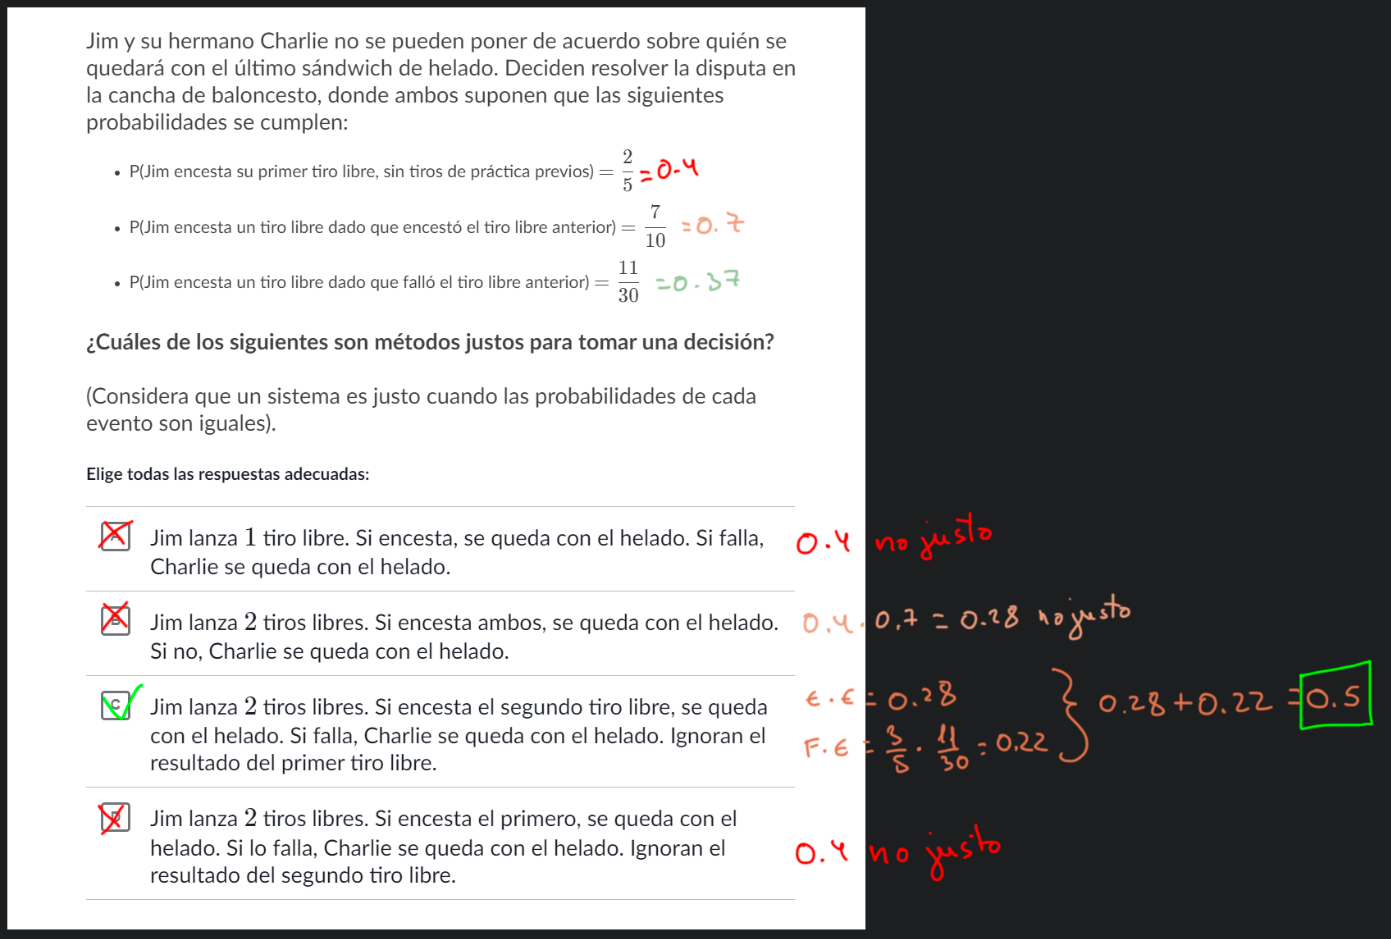 Jim y su hermano Charlie no se pueden poner de acuerdo sobre quién se
quedará con el último sándwich de helado. Deciden resolver la disputa en
la cancha de baloncesto, donde ambos suponen que las siguientes
probabilidades se cumplen:
• P(Jim encesta su primer tiro libre, sin tiros de práctica previos) = 2/5 = 0.4
• P(Jim encesta un tiro libre dado que encestó el tiro libre anterior) = 7/10 = 0.7
• P(Jim encesta un tiro libre dado que falló el tiro libre anterior) = 11/30 = 0.37
¿Cuáles de los siguientes son métodos justos para tomar una decisión?
(Considera que un sistema es justo cuando las probabilidades de cada
evento son iguales).
Elige todas las respuestas adecuadas:
A Jim lanza 1 tiro libre. Si encesta, se queda con el helado. Si falla,
Charlie se queda con el helado.
0.4 no justo
B Jim lanza 2 tiros libres. Si encesta ambos, se queda con el helado.
Si no, Charlie se queda con el helado.
0.4 · 0.7 = 0.28 no justo
C Jim lanza 2 tiros libres. Si encesta el segundo tiro libre, se queda
con el helado. Si falla, Charlie se queda con el helado. Ignoran el
resultado del primer tiro libre.
E · E = 0.28
F · E = 3/5 · 11/30 = 0.22
} 0.28 + 0.22 = 0.5
D Jim lanza 2 tiros libres. Si encesta el primero, se queda con el
helado. Si lo falla, Charlie se queda con el helado. Ignoran el
resultado del segundo tiro libre.
0.4 no justo